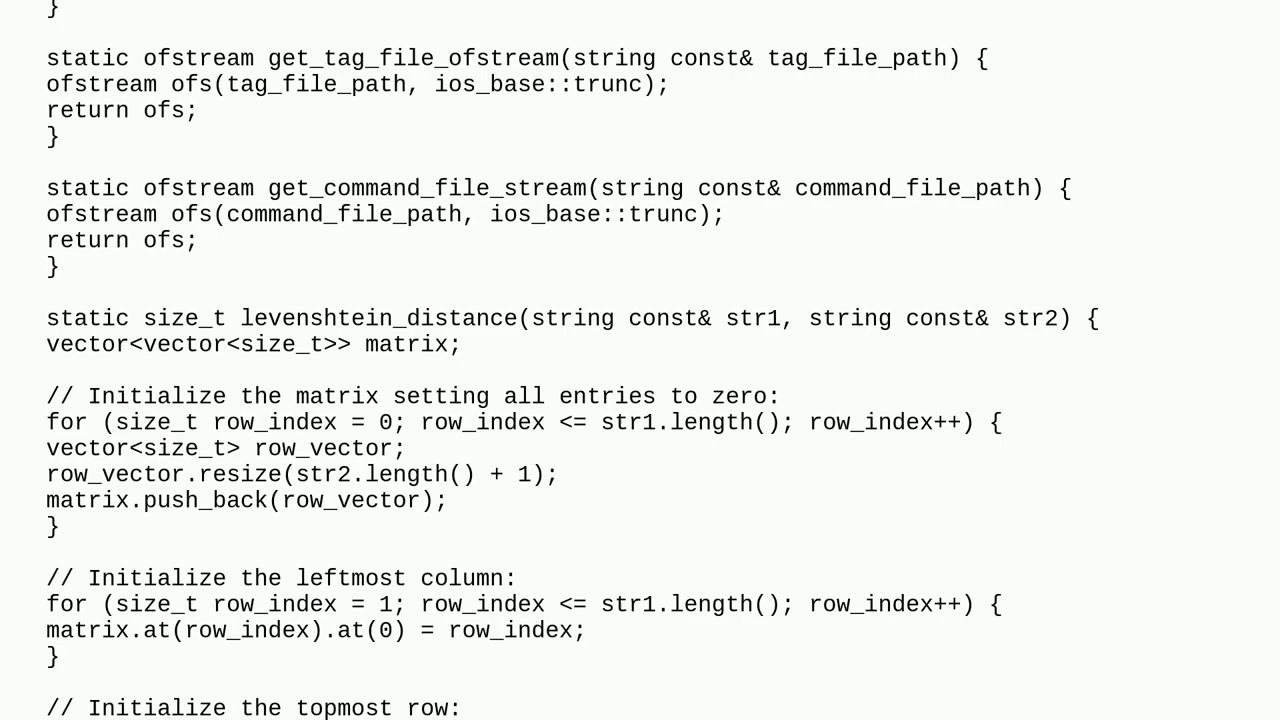 }
static ofstream get_tag_file_ofstream(string const& tag_file_path) {
ofstream ofs(tag_file_path, ios_base::trunc);
return ofs;
}
static ofstream get_command_file_stream(string const& command_file_path) {
ofstream ofs(command_file_path, ios_base::trunc);
return ofs;
}
static size_t levenshtein_distance(string const& str1, string const& str2) {
vector<vector<size_t>> matrix;
// Initialize the matrix setting all entries to zero:
for (size_t row_index = 0; row_index <= str1.length(); row_index++) {
vector<size_t> row_vector;
row_vector.resize(str2.length() + 1);
matrix.push_back(row_vector);
}
// Initialize the leftmost column:
for (size_t row_index = 1; row_index <= str1.length(); row_index++) {
matrix.at(row_index).at(0) = row_index;
}
// Initialize the topmost row: